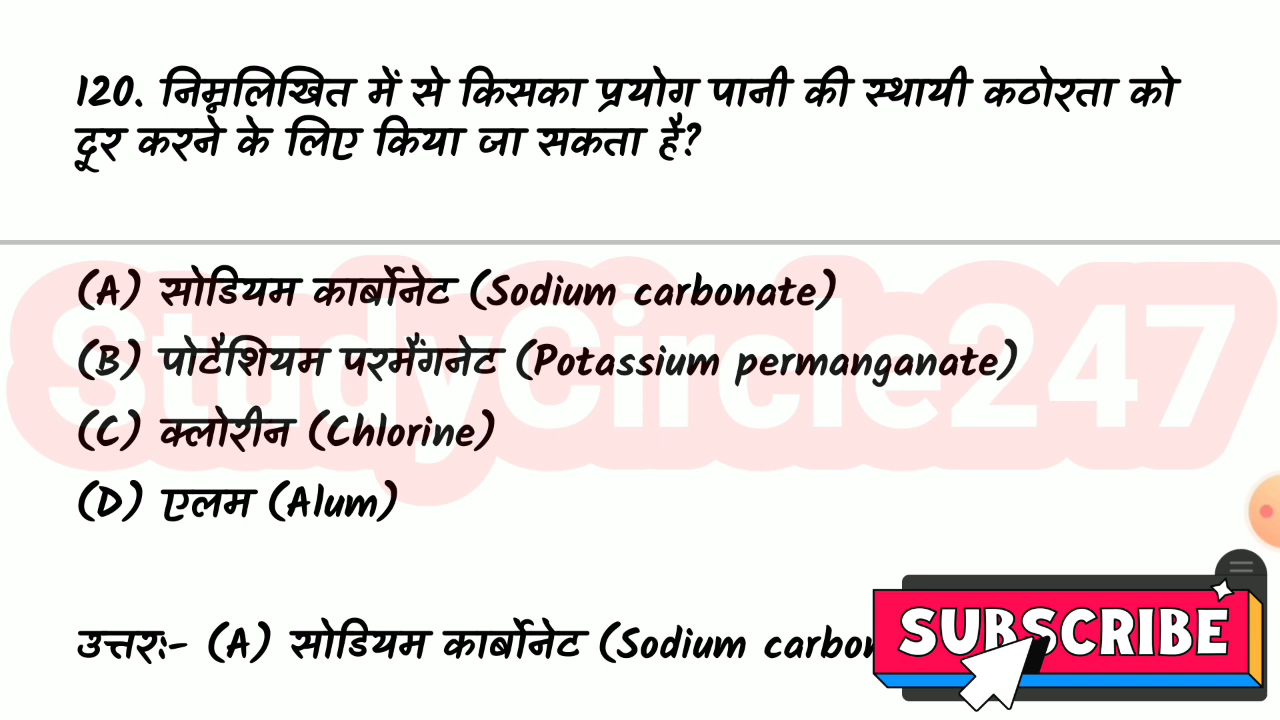 120. निम्नलिखित में से किसका प्रयोग पानी की स्थायी कठोरता को
दूर करने के लिए किया जा सकता है?
(A) सोडियम कार्बोनेट (Sodium carbonate)
(B) पोटैशियम परमैंगनेट (Potassium permanganate)
(C) क्लोरीन (Chlorine)
(D) एलम (Alum)
StudyCircle247
उत्तर:- (A) सोडियम कार्बोनेट (Sodium
SUBSCRIBE